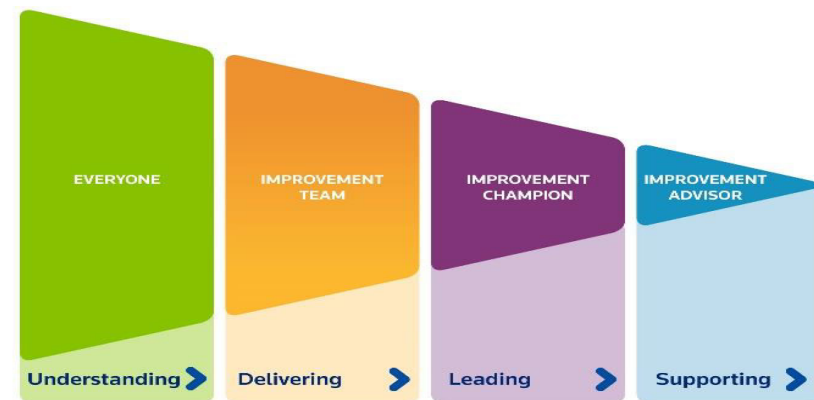 EVERYONE
IMPROVEMENT
TEAM
IMPROVEMENT
CHAMPION
IMPROVEMENT
ADVISOR
Understanding
Delivering
Leading
Supporting